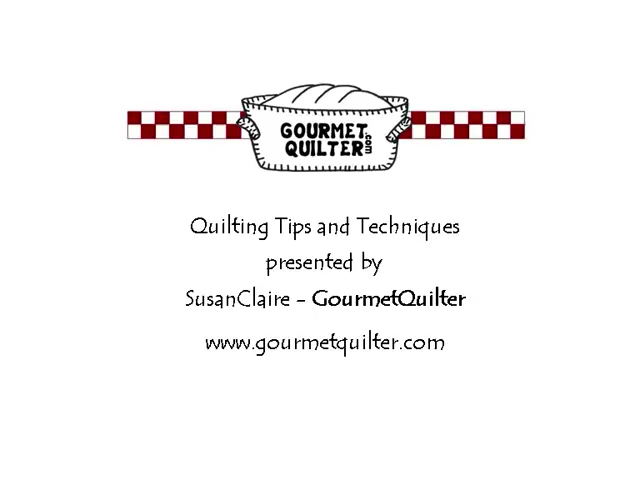 GOURMET
QUILTER.com
Quilting Tips and Techniques
presented by
SusanClaire - GourmetQuilter
www.gourmetquilter.com